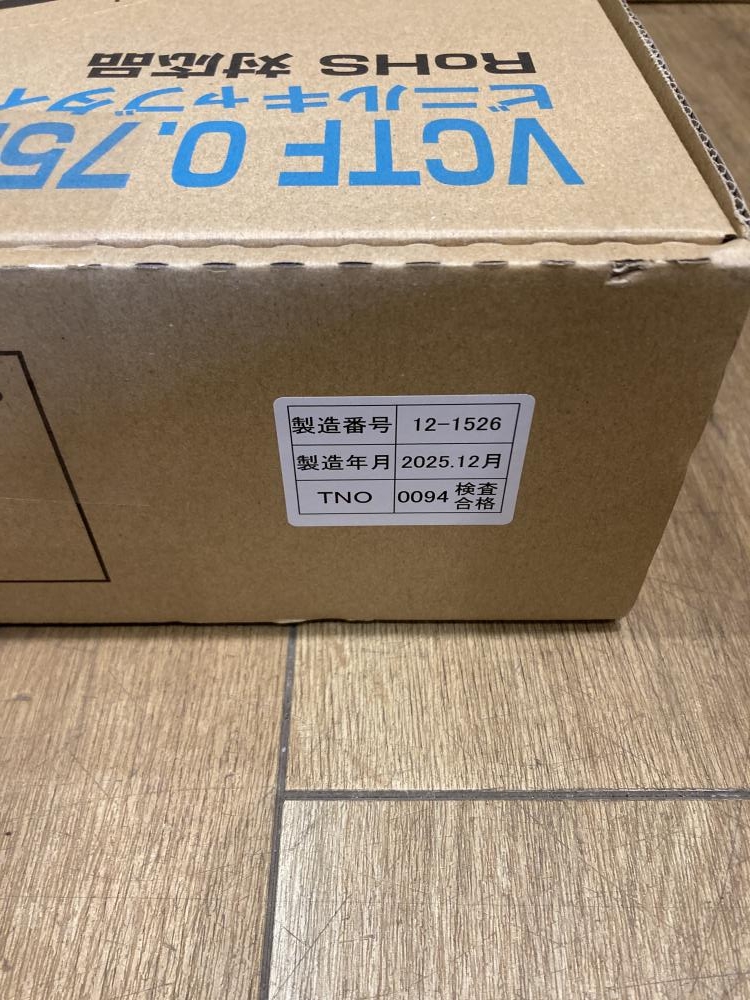 VCTF 0.75
ビニルキャブタイ
RoHS 対応品
製造番号 12-1526
製造年月 2025.12月
TNO 0094 検査合格